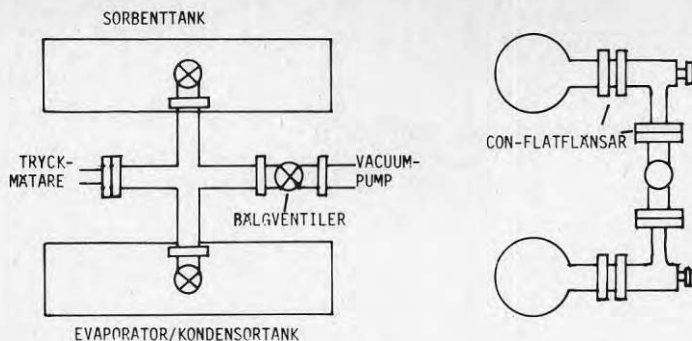 SORBENTTANK
CON-FLATFLÄNSAR
TRYCK-
MÄTARE
VACUUM-
PUMP
BÄLGVENTILER
EVAPORATOR/KONDENSORTANK